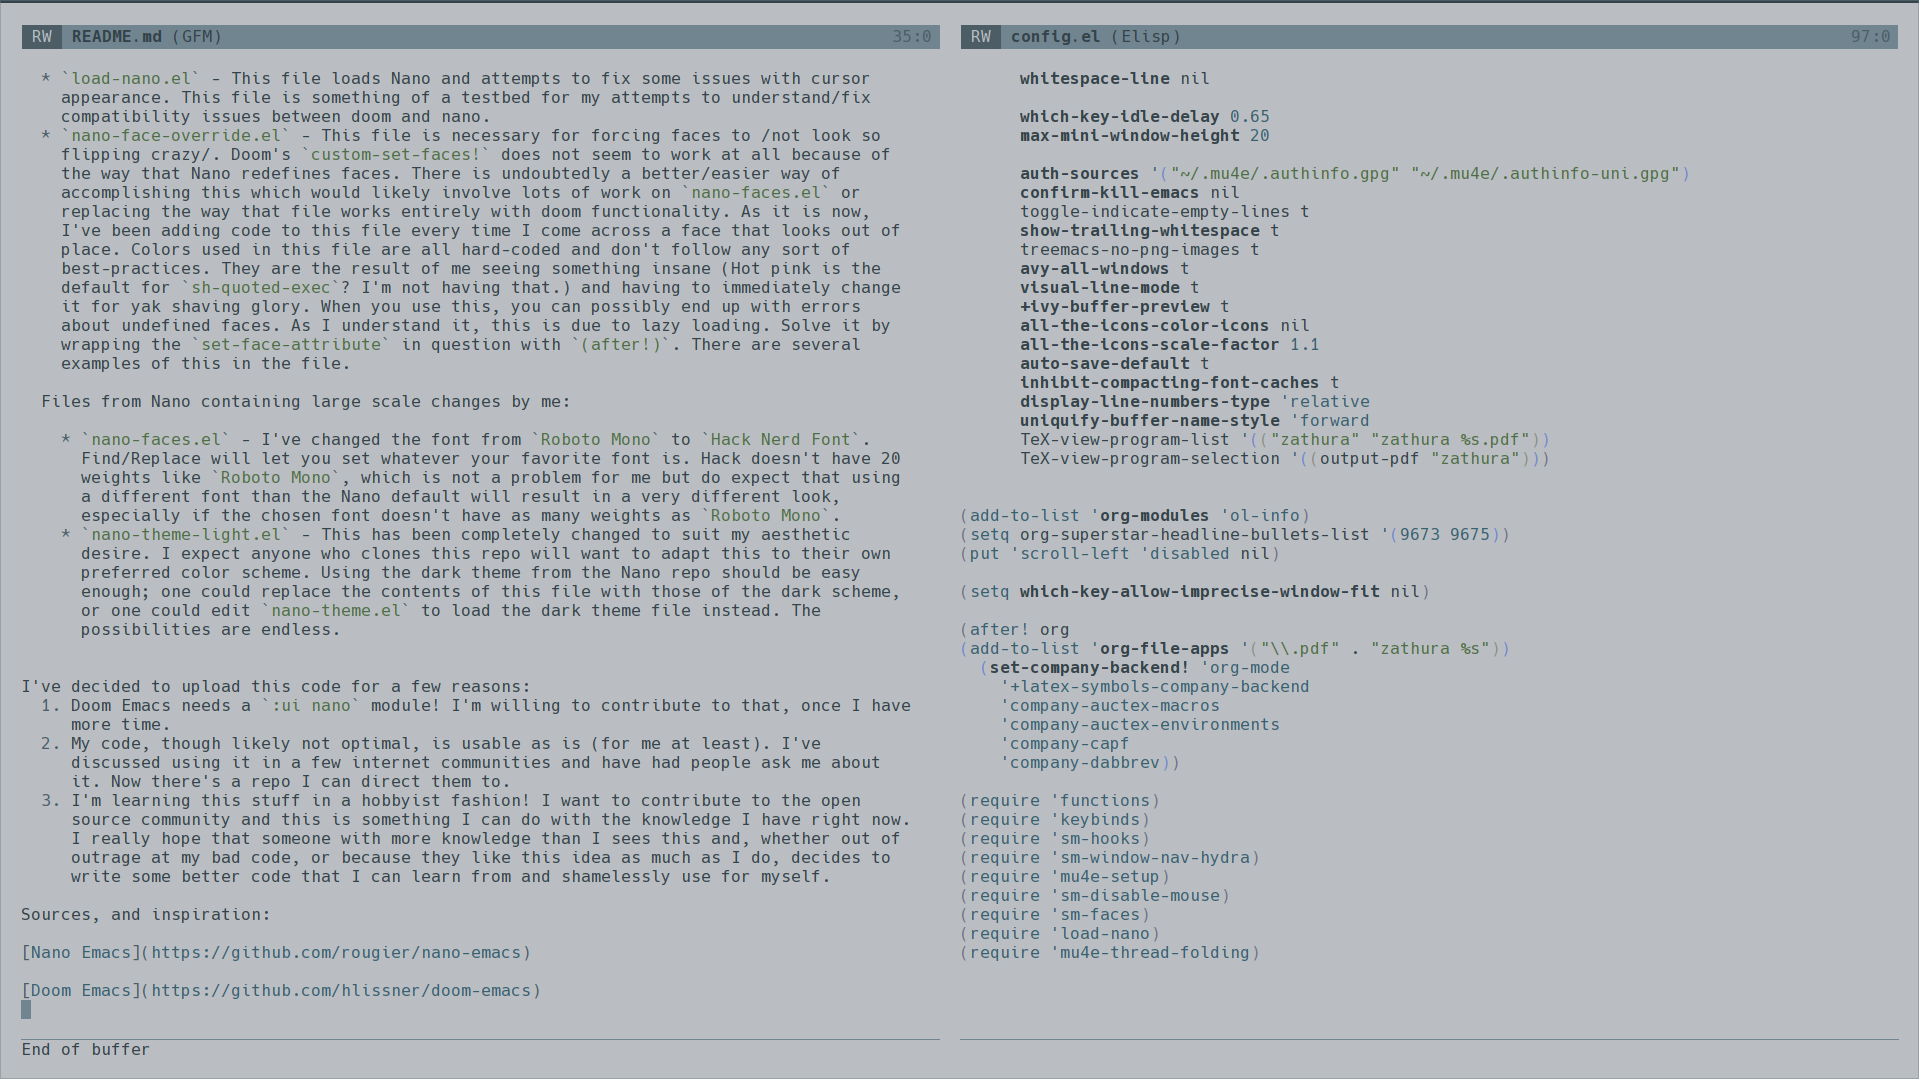 RW README.md (GFM) 35:0
* `load-nano.el` - This file loads Nano and attempts to fix some issues with cursor
appearance. This file is something of a testbed for my attempts to understand/fix
compatibility issues between doom and nano.
* `nano-face-override.el` - This file is necessary for forcing faces to /not look so
flipping crazy/. Doom's `custom-set-faces!` does not seem to work at all because of
the way that Nano redefines faces. There is undoubtedly a better/easier way of
accomplishing this which would likely involve lots of work on `nano-faces.el` or
replacing the way that file works entirely with doom functionality. As it is now,
I've been adding code to this file every time I come across a face that looks out of
place. Colors used in this file are all hard-coded and don't follow any sort of
best-practices. They are the result of me seeing something insane (Hot pink is the
default for `sh-quoted-exec`? I'm not having that.) and having to immediately change
it for yak shaving glory. When you use this, you can possibly end up with errors
about undefined faces. As I understand it, this is due to lazy loading. Solve it by
wrapping the `set-face-attribute` in question with `(after!)`. There are several
examples of this in the file.
Files from Nano containing large scale changes by me:
* `nano-faces.el` - I've changed the font from `Roboto Mono` to `Hack Nerd Font`.
Find/Replace will let you set whatever your favorite font is. Hack doesn't have 20
weights like `Roboto Mono`, which is not a problem for me but do expect that using
a different font than the Nano default will result in a very different look,
especially if the chosen font doesn't have as many weights as `Roboto Mono`.
* `nano-theme-light.el` - This has been completely changed to suit my aesthetic
desire. I expect anyone who clones this repo will want to adapt this to their own
preferred color scheme. Using the dark theme from the Nano repo should be easy
enough; one could replace the contents of this file with those of the dark scheme,
or one could edit `nano-theme.el` to load the dark theme file instead. The
possibilities are endless.
I've decided to upload this code for a few reasons:
1. Doom Emacs needs a `:ui nano` module! I'm willing to contribute to that, once I have
more time.
2. My code, though likely not optimal, is usable as is (for me at least). I've
discussed using it in a few internet communities and have had people ask me about
it. Now there's a repo I can direct them to.
3. I'm learning this stuff in a hobbyist fashion! I want to contribute to the open
source community and this is something I can do with the knowledge I have right now.
I really hope that someone with more knowledge than I sees this and, whether out of
outrage at my bad code, or because they like this idea as much as I do, decides to
write some better code that I can learn from and shamelessly use for myself.
Sources, and inspiration:
[Nano Emacs](https://github.com/rougier/nano-emacs)
[Doom Emacs](https://github.com/hlissner/doom-emacs)
End of buffer
RW config.el (Elisp) 97:0
whitespace-line nil
which-key-idle-delay 0.65
max-mini-window-height 20
auth-sources '("~/.mu4e/.authinfo.gpg" "~/.mu4e/.authinfo-uni.gpg")
confirm-kill-emacs nil
toggle-indicate-empty-lines t
show-trailing-whitespace t
treemacs-no-png-images t
avy-all-windows t
visual-line-mode t
+ivy-buffer-preview t
all-the-icons-color-icons nil
all-the-icons-scale-factor 1.1
auto-save-default t
inhibit-compacting-font-caches t
display-line-numbers-type 'relative
uniquify-buffer-name-style 'forward
TeX-view-program-list '(("zathura" "zathura %s.pdf"))
TeX-view-program-selection '((output-pdf "zathura")))
(add-to-list 'org-modules 'ol-info)
(setq org-superstar-headline-bullets-list '(9673 9675))
(put 'scroll-left 'disabled nil)
(setq which-key-allow-imprecise-window-fit nil)
(after! org
(add-to-list 'org-file-apps '("\\.pdf" . "zathura %s"))
(set-company-backend! 'org-mode
'+latex-symbols-company-backend
'company-auctex-macros
'company-auctex-environments
'company-capf
'company-dabbrev))
(require 'functions)
(require 'keybinds)
(require 'sm-hooks)
(require 'sm-window-nav-hydra)
(require 'mu4e-setup)
(require 'sm-disable-mouse)
(require 'sm-faces)
(require 'load-nano)
(require 'mu4e-thread-folding)